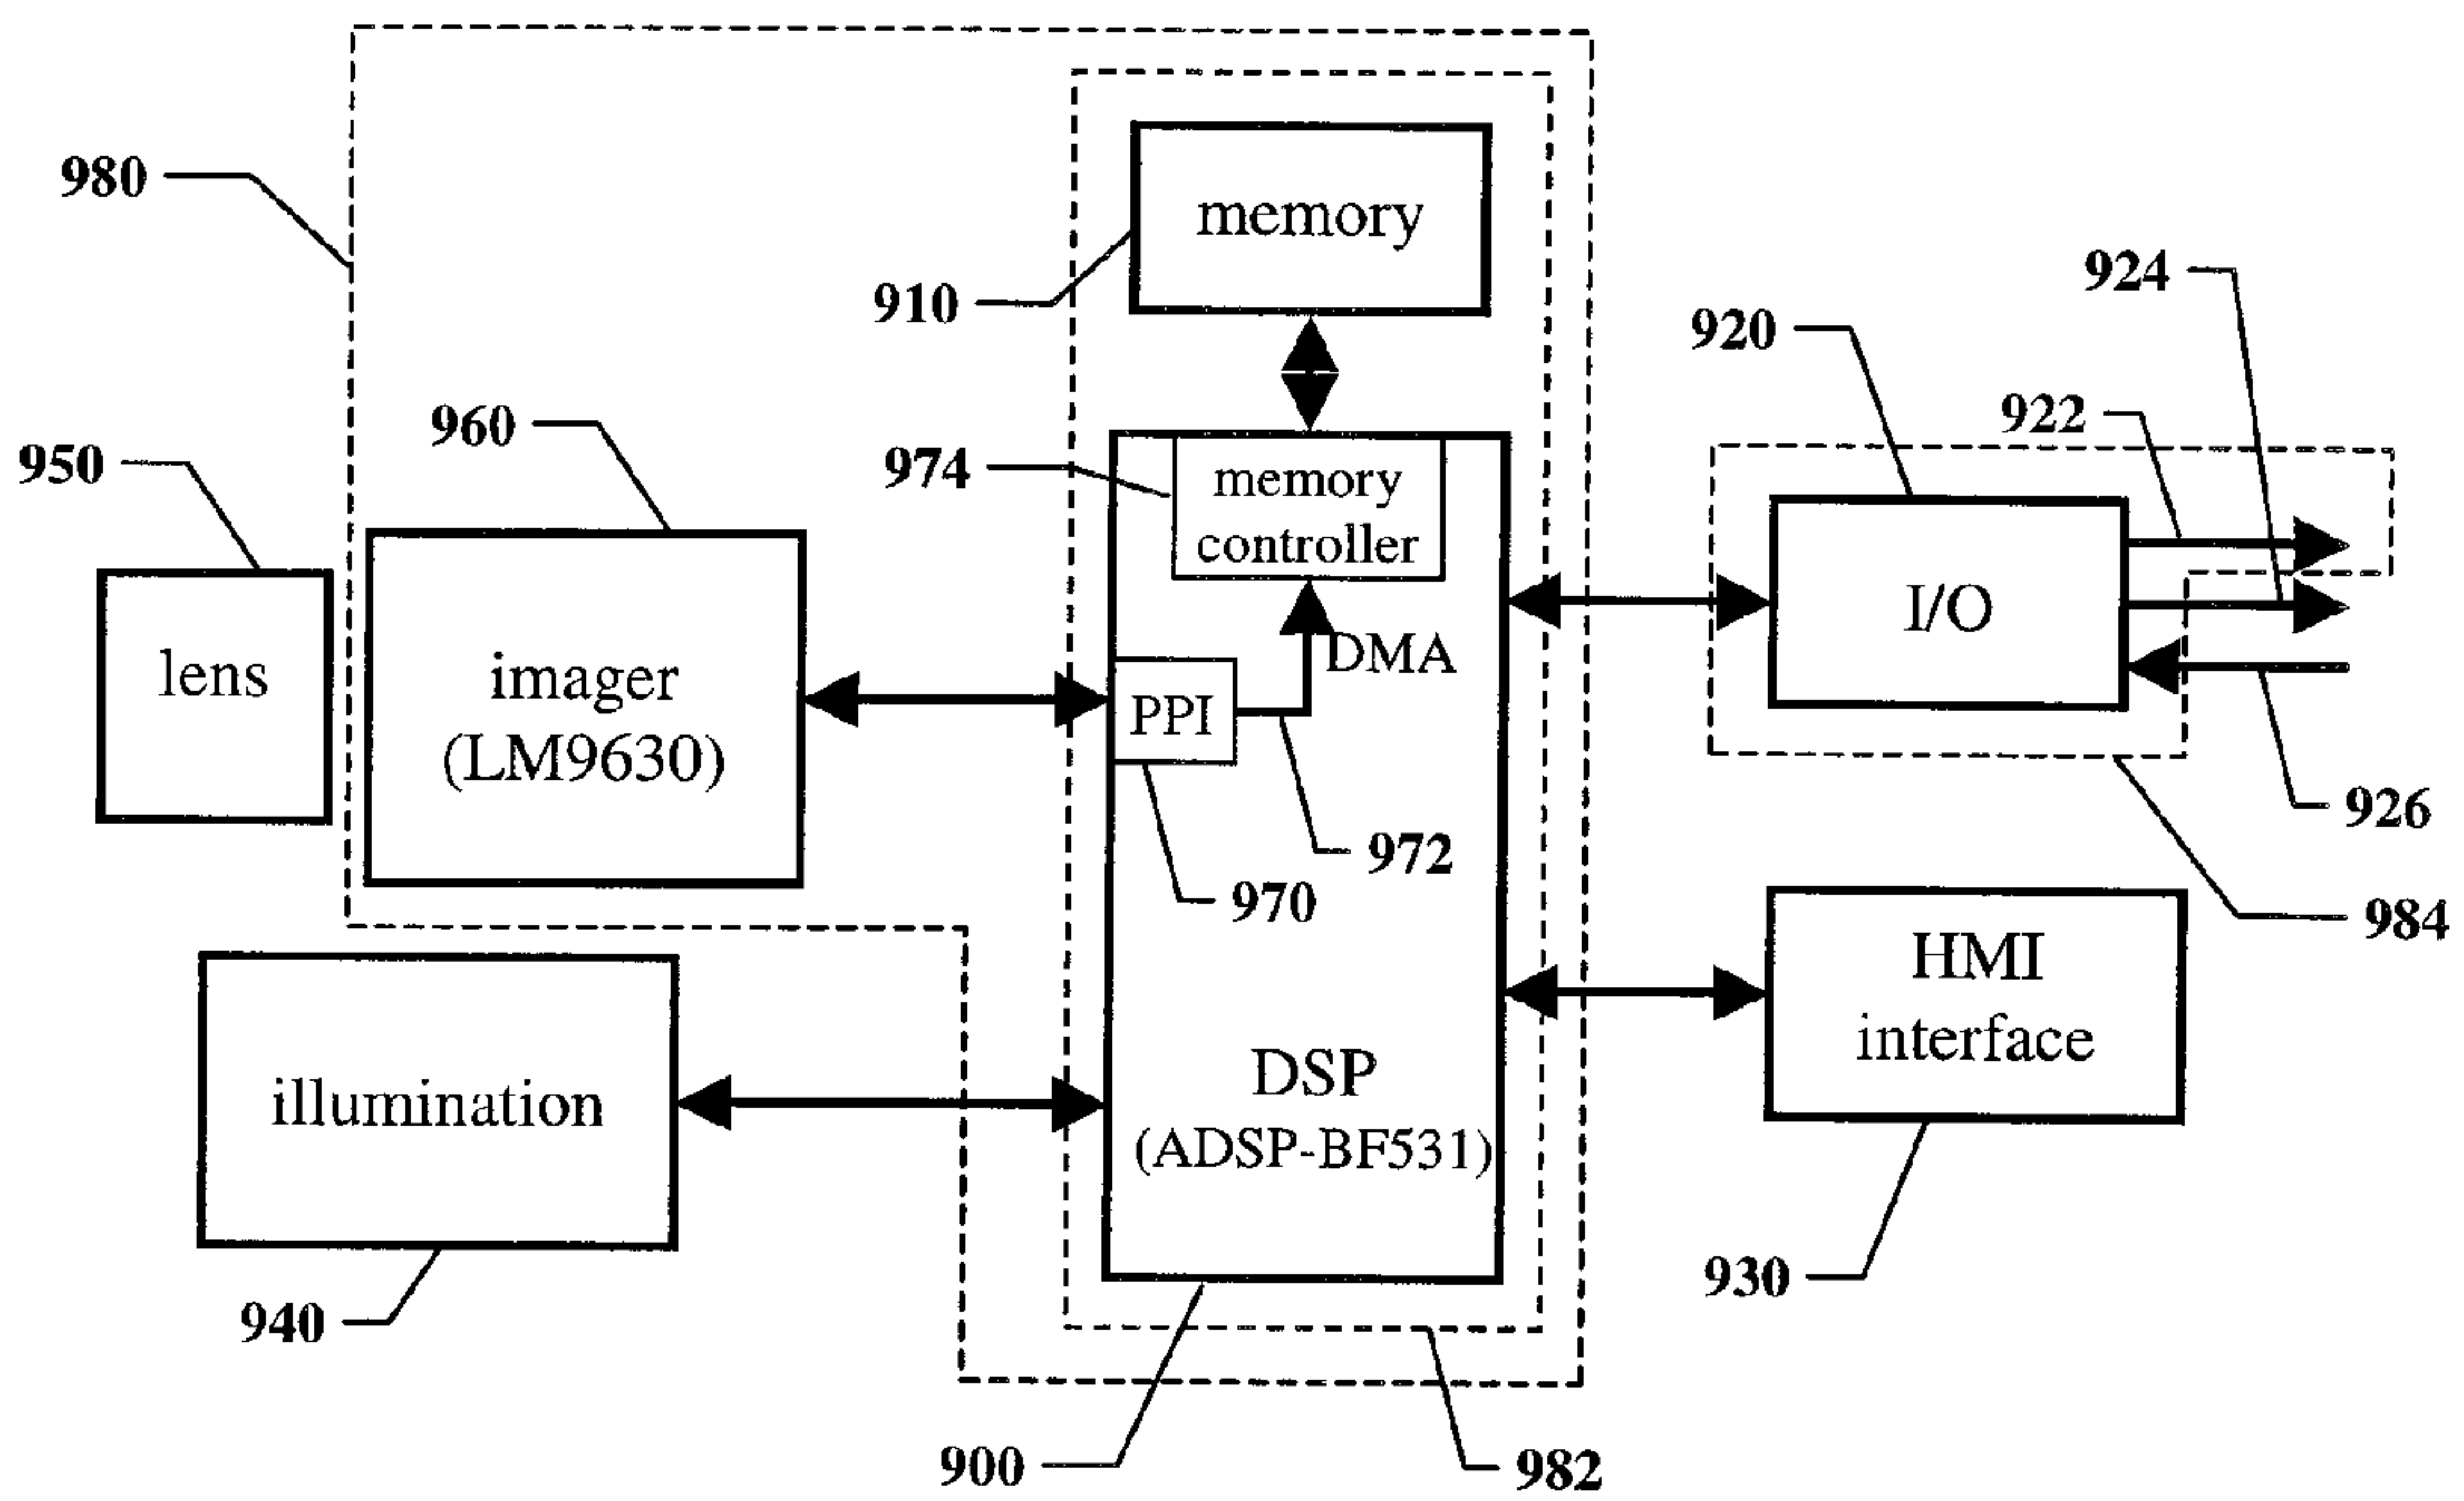 980
memory
910
924
920
922
960
950
974
memory
controller
I/O
DMA
lens
imager
(LM9630)
PPI
926
972
970
984
HMI
interface
illumination
DSP
(ADSP-BF531)
930
940
900
982